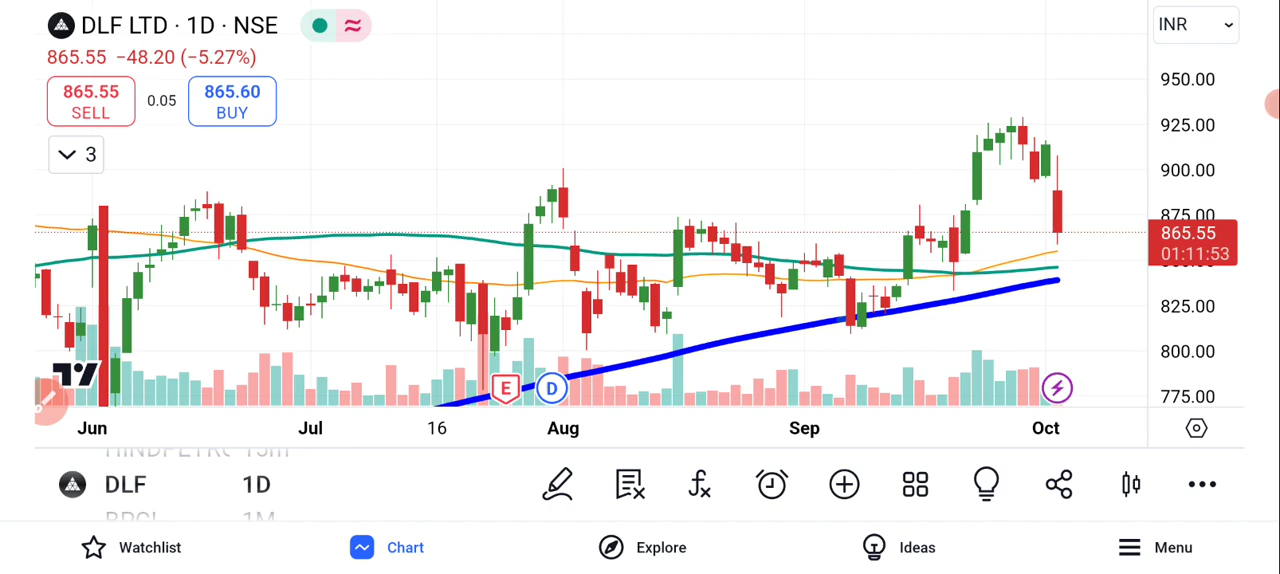 DLF LTD · 1D · NSE
INR
865.55 −48.20 (−5.27%)
865.55
SELL
0.05
865.60
BUY
3
950.00
925.00
900.00
875.00
865.55
01:11:53
825.00
800.00
775.00
E
D
Jun
Jul
16
Aug
Sep
Oct
DLF 1D
Watchlist
Chart
Explore
Ideas
Menu